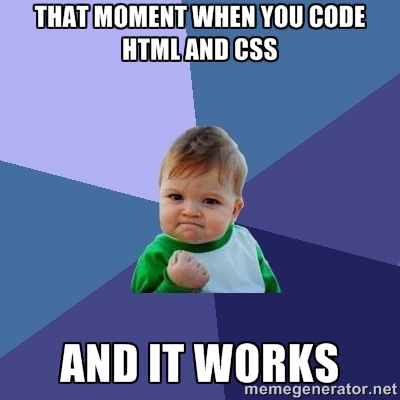 THAT MOMENT WHEN YOU CODE
HTML AND CSS
AND IT WORKS
memegenerator.net